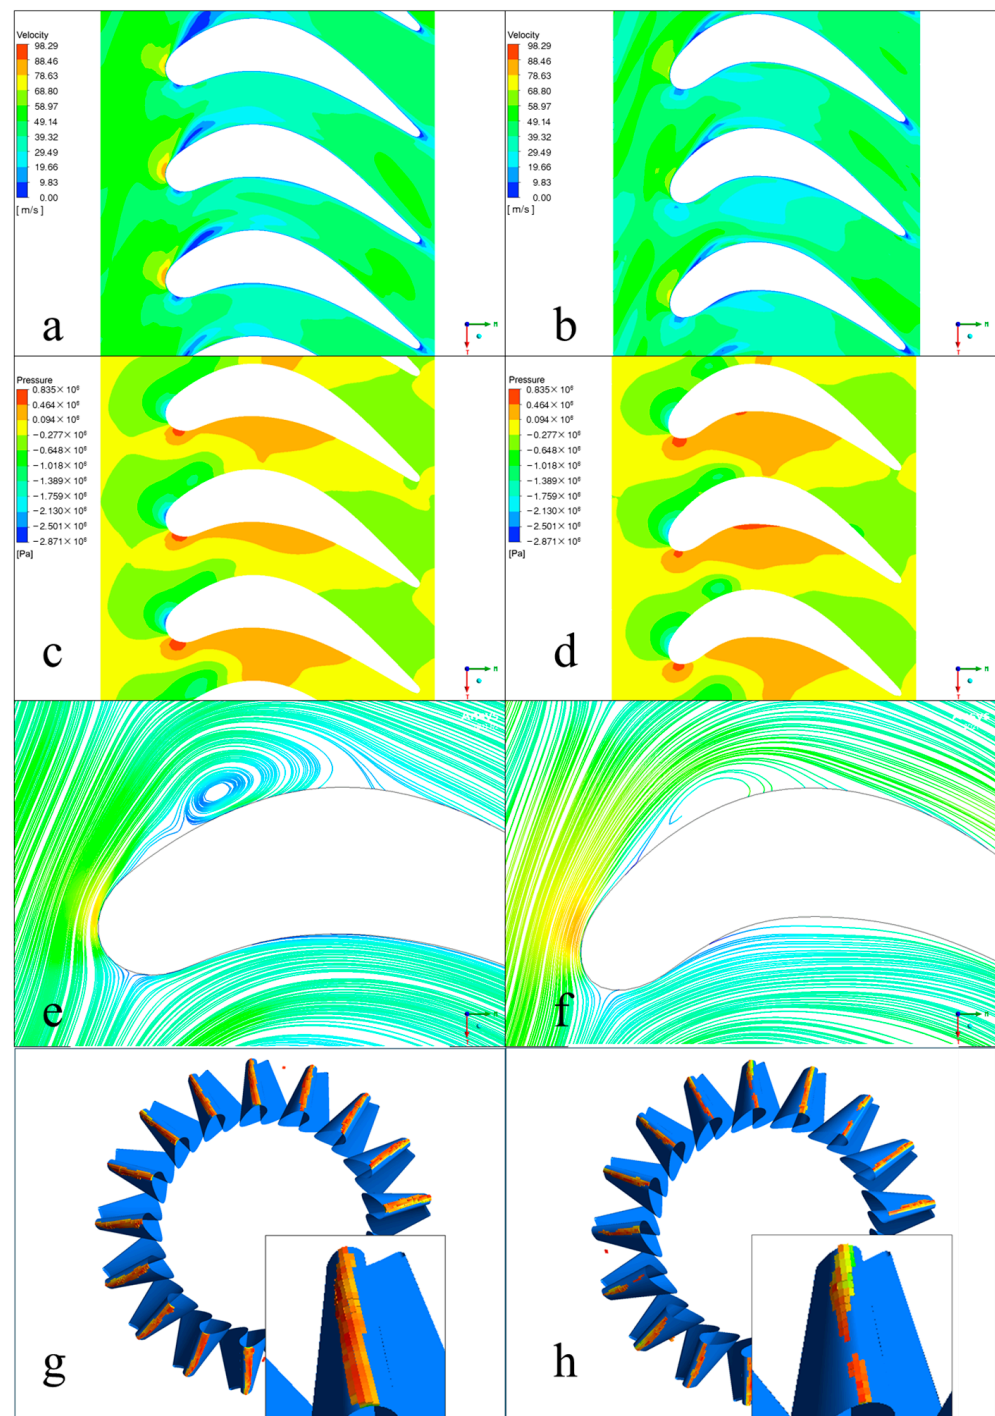 Velocity
98.29
88.46
78.63
68.80
58.97
49.14
39.32
29.49
19.66
9.83
0.00
[ m/s ]
a
Velocity
98.29
88.46
78.63
68.80
58.97
49.14
39.32
29.49
19.66
9.83
0.00
[ m/s ]
b
Pressure
0.835× 10⁶
0.464× 10⁶
0.094× 10⁶
−0.277× 10⁶
−0.648× 10⁶
−1.018× 10⁶
−1.389× 10⁶
−1.759× 10⁶
−2.130× 10⁶
−2.501× 10⁶
−2.871× 10⁶
[Pa]
c
Pressure
0.835× 10⁶
0.464× 10⁶
0.094× 10⁶
−0.277× 10⁶
−0.648× 10⁶
−1.018× 10⁶
−1.389× 10⁶
−1.759× 10⁶
−2.130× 10⁶
−2.501× 10⁶
−2.871× 10⁶
[Pa]
d
e
f
g
h